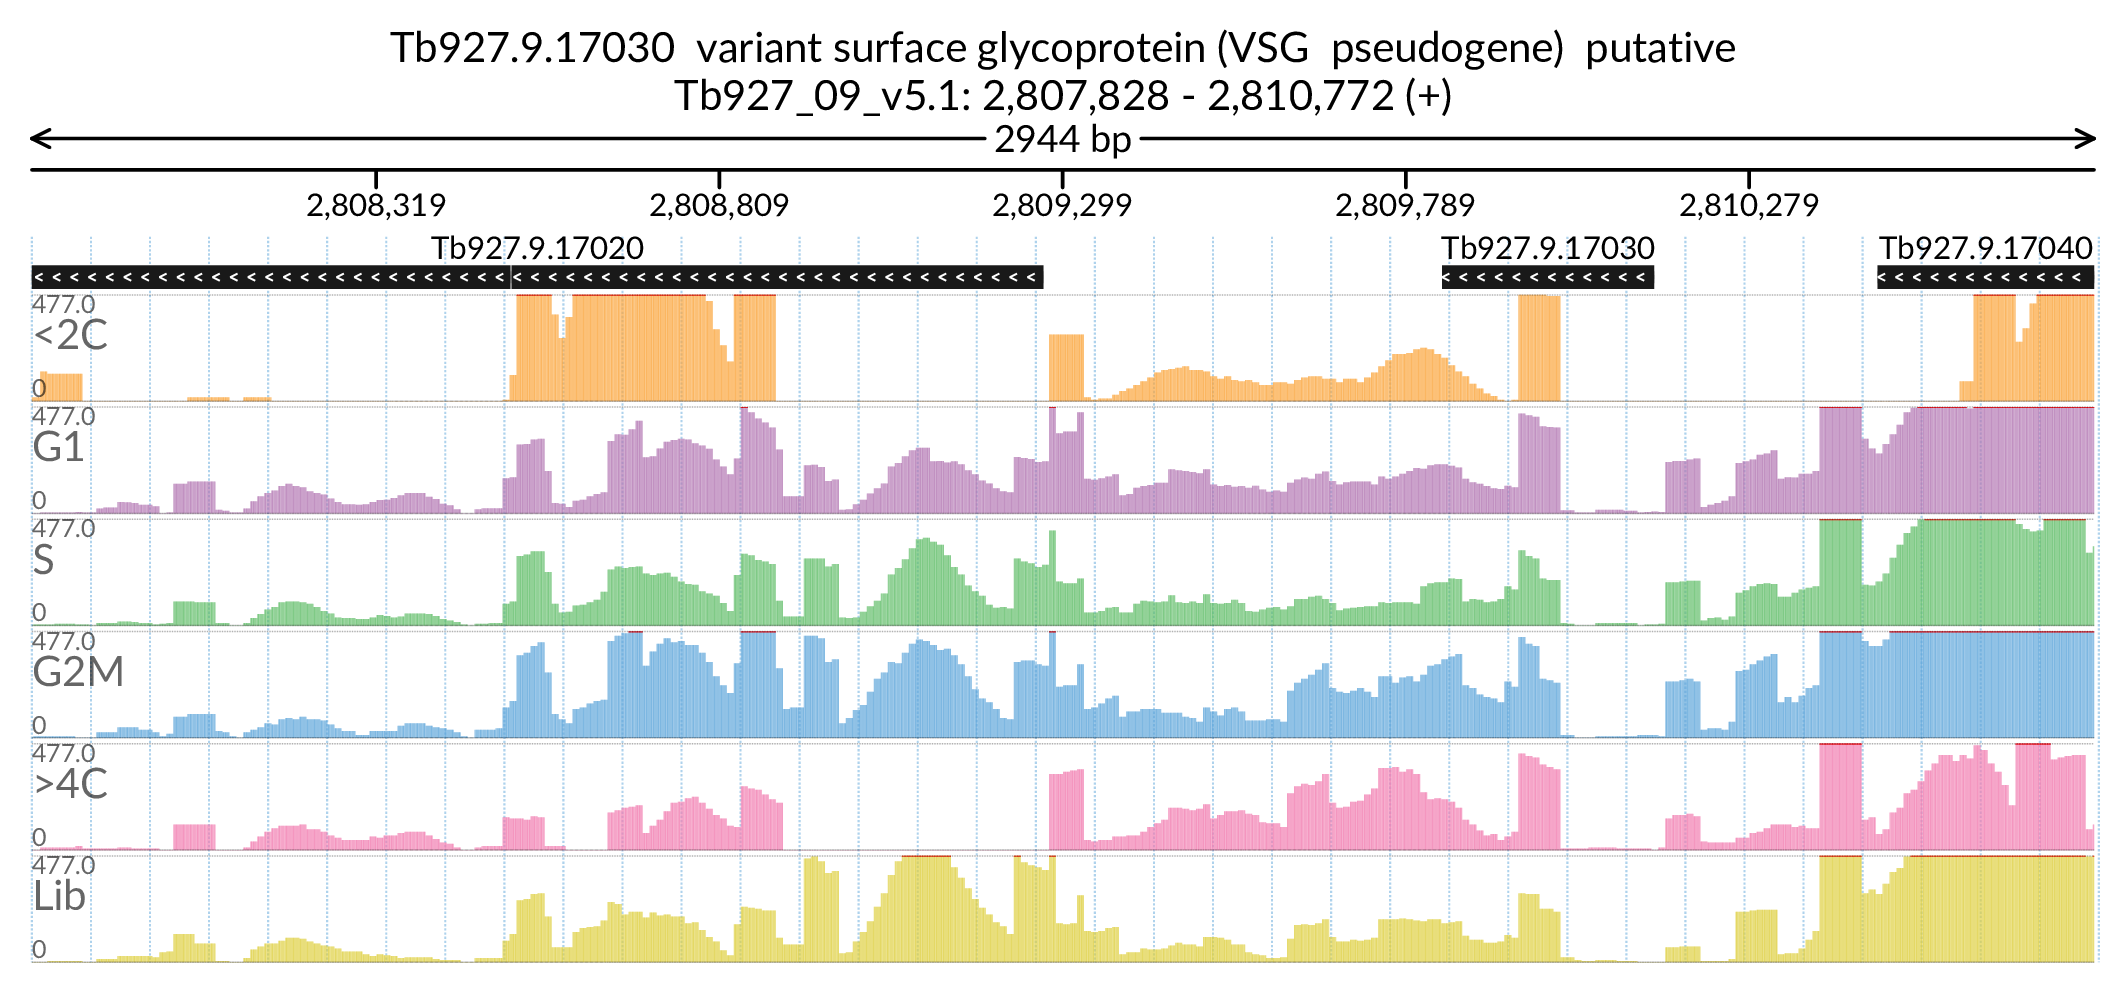 Tb927.9.17030 variant surface glycoprotein (VSG pseudogene) putative
Tb927_09_v5.1: 2,807,828 - 2,810,772 (+)
2944 bp
2,808,319 2,808,809 2,809,299 2,809,789 2,810,279
Tb927.9.17020 Tb927.9.17030 Tb927.9.17040
477.0
<2C
0
477.0
G1
0
477.0
S
0
477.0
G2M
0
477.0
>4C
0
477.0
Lib
0